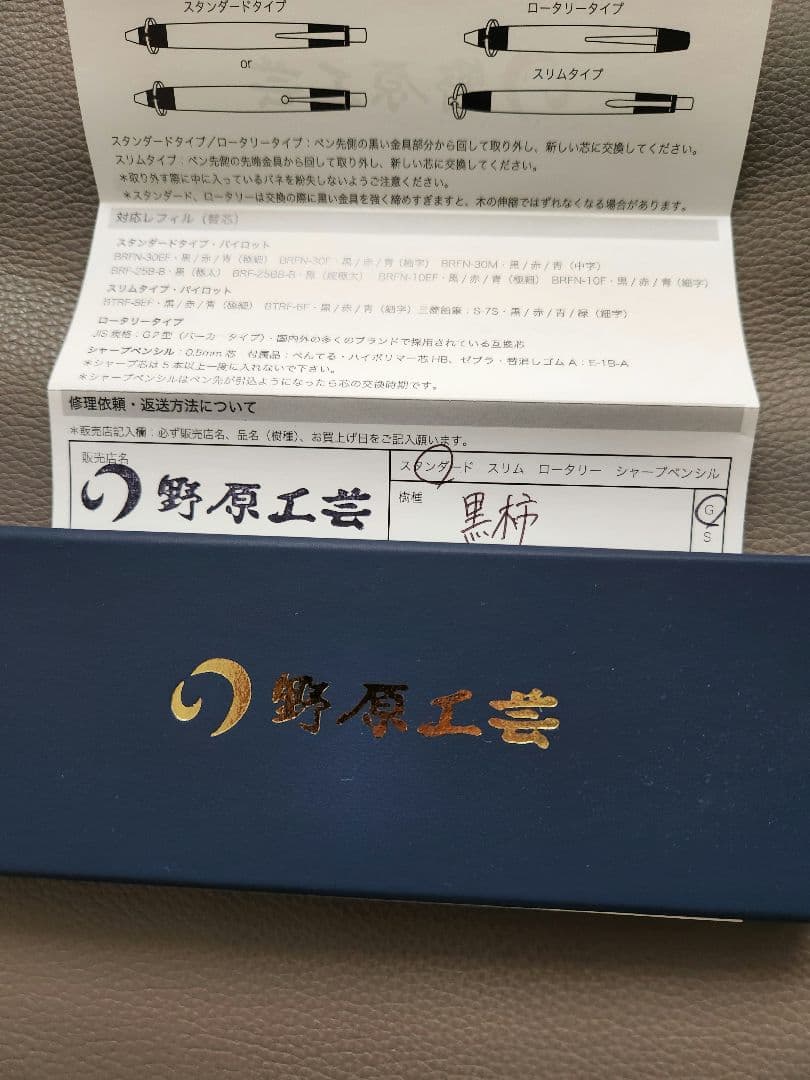 スタンダードタイプ
ロータリータイプ
or
スリムタイプ
スタンダードタイプ/ロータリータイプ:ペン先側の黒い金具部分から回して取り外し、新しい芯に交換してください。
スリムタイプ:ペン先側の先端金具から回して取り外し、新しい芯に交換してください。
*取り外す際に中に入っているバネを紛失しないようご注意ください。
*スタンダード、ロータリーは交換の際に黒い金具を強く締めすぎますと、木の伸縮ではずれなくなる場合があります。
対応レフィル(替芯)
スタンダードタイプ・パイロット
BRFN-30EF・黒/赤/青(極細) BRFN-30F・黒/赤/青(細字) BRFN-30M・黒/赤/青(中字)
BRF-25B-B・黒(極太) BRF-25BB-B・黒(超極太) BRFN-10EF・黒/赤/青(極細) BRFN-10F・黒/赤/青(細字)
スリムタイプ・パイロット
BTRF-8EF・黒/赤/青(極細) BTRF-6F・黒/赤/青(細字)三菱鉛筆:S-7S・黒/赤/青/緑(細字)
ロータリータイプ
JIS規格:G2型(パーカータイプ)・国内外の多くのブランドで採用されている互換芯
シャープペンシル:0.5mm芯 付属品:ぺんてる・ハイポリマー芯HB、ゼブラ・替消しゴムA:E-1B-A
*シャープ芯は5本以上一度に入れないで下さい。
*シャープペンシルはペン先が引込ようになったら芯の交換時期です。
修理依頼・返送方法について
*販売店記入欄:必ず販売店名、品名(樹種)、お買上げ日をご記入願います。
販売店名
野原工芸
スタンダード スリム ロータリー シャープペンシル
樹種
黒柿
G
S
野原工芸